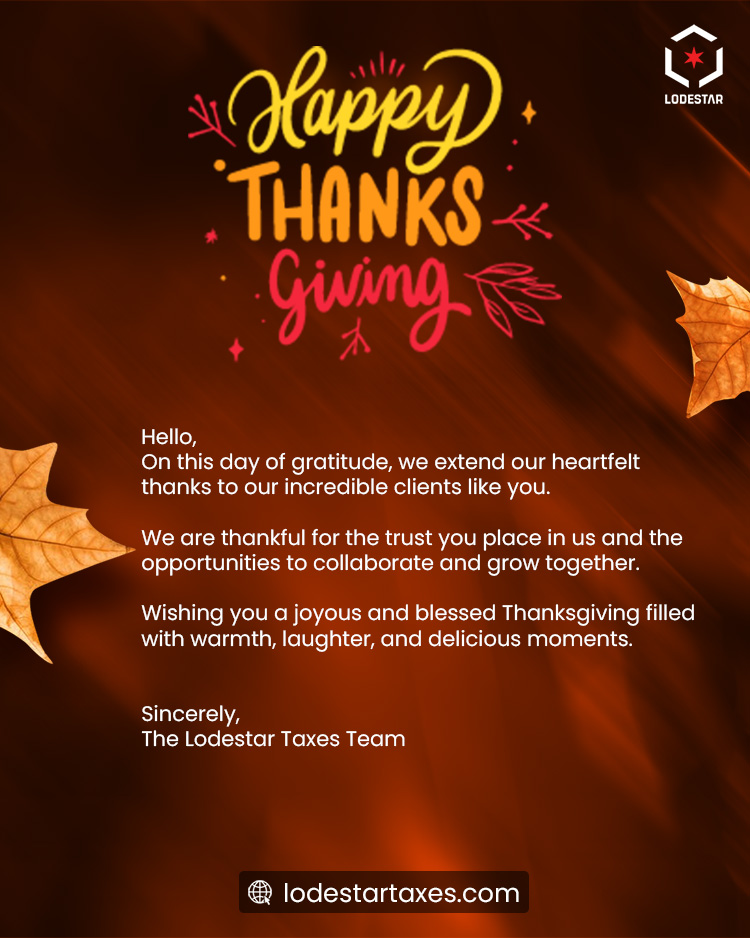 LODESTAR
Happy
THANKS
Giving
Hello,
On this day of gratitude, we extend our heartfelt
thanks to our incredible clients like you.
We are thankful for the trust you place in us and the
opportunities to collaborate and grow together.
Wishing you a joyous and blessed Thanksgiving filled
with warmth, laughter, and delicious moments.
Sincerely,
The Lodestar Taxes Team
lodestartaxes.com